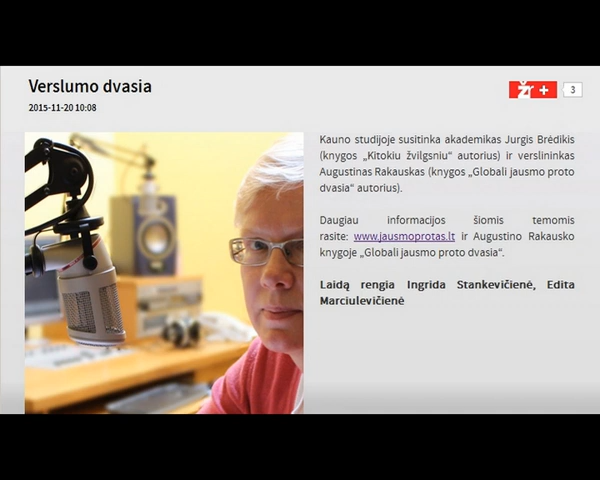 Verslumo dvasia
2015-11-20 10:08
žr +
3
Kauno studijoje susitinka akademikas Jurgis Brėdikis
(knygos „Kitokiu žvilgsniu“ autorius) ir verslininkas
Augustinas Rakauskas (knygos „Globali jausmo proto
dvasia“ autorius).
Daugiau informacijos šiomis temomis
rasite: www.jausmoprotas.lt ir Augustino Rakausko
knygoje „Globali jausmo proto dvasia“.
Laidą rengia Ingrida Stankevičienė, Edita
Marciulevičienė